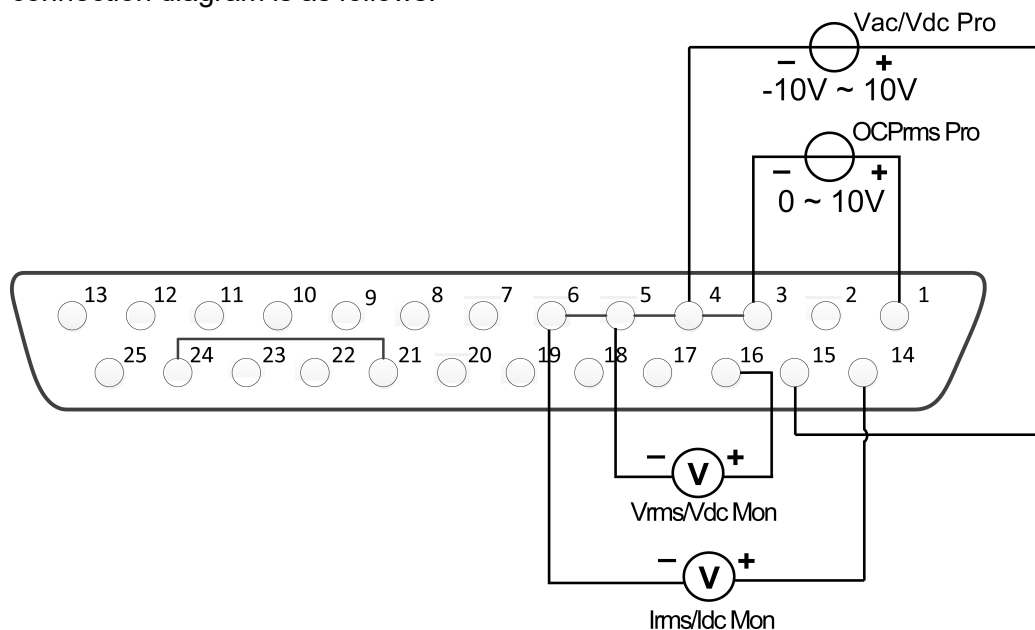 connection diagram is as follows:
Vac/Vdc Pro
− +
-10V ~ 10V
OCPrms Pro
− +
0 ~ 10V
13 12 11 10 9 8 7 6 5 4 3 2 1
25 24 23 22 21 20 19 18 17 16 15 14
− V +
Vrms/Vdc Mon
− V +
Irms/Idc Mon